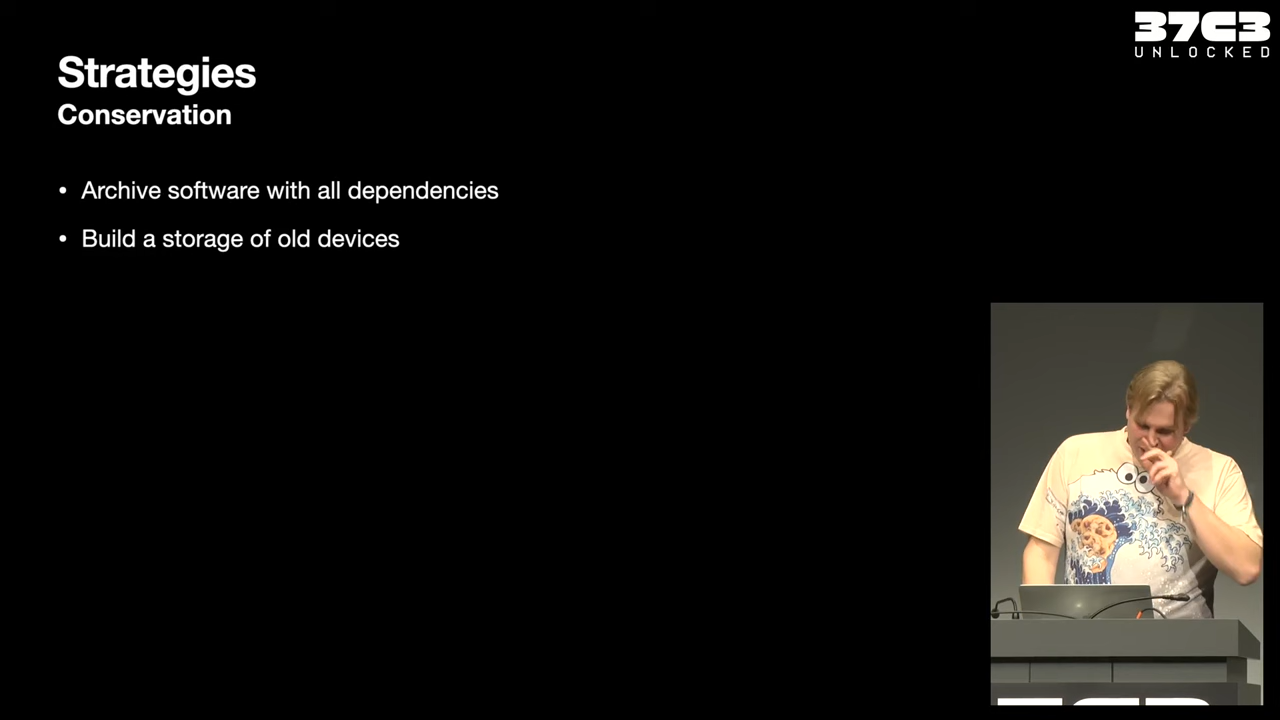 37C3
UNLOCKED
Strategies
Conservation
• Archive software with all dependencies
• Build a storage of old devices